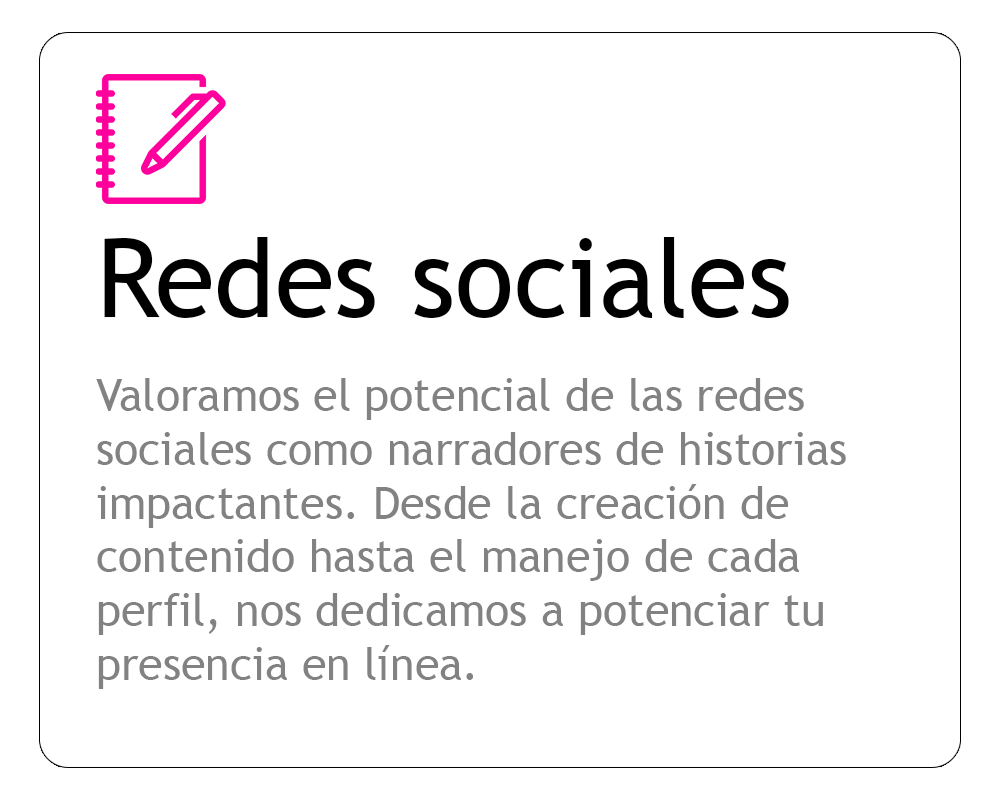 Redes sociales
Valoramos el potencial de las redes
sociales como narradores de historias
impactantes. Desde la creación de
contenido hasta el manejo de cada
perfil, nos dedicamos a potenciar tu
presencia en línea.